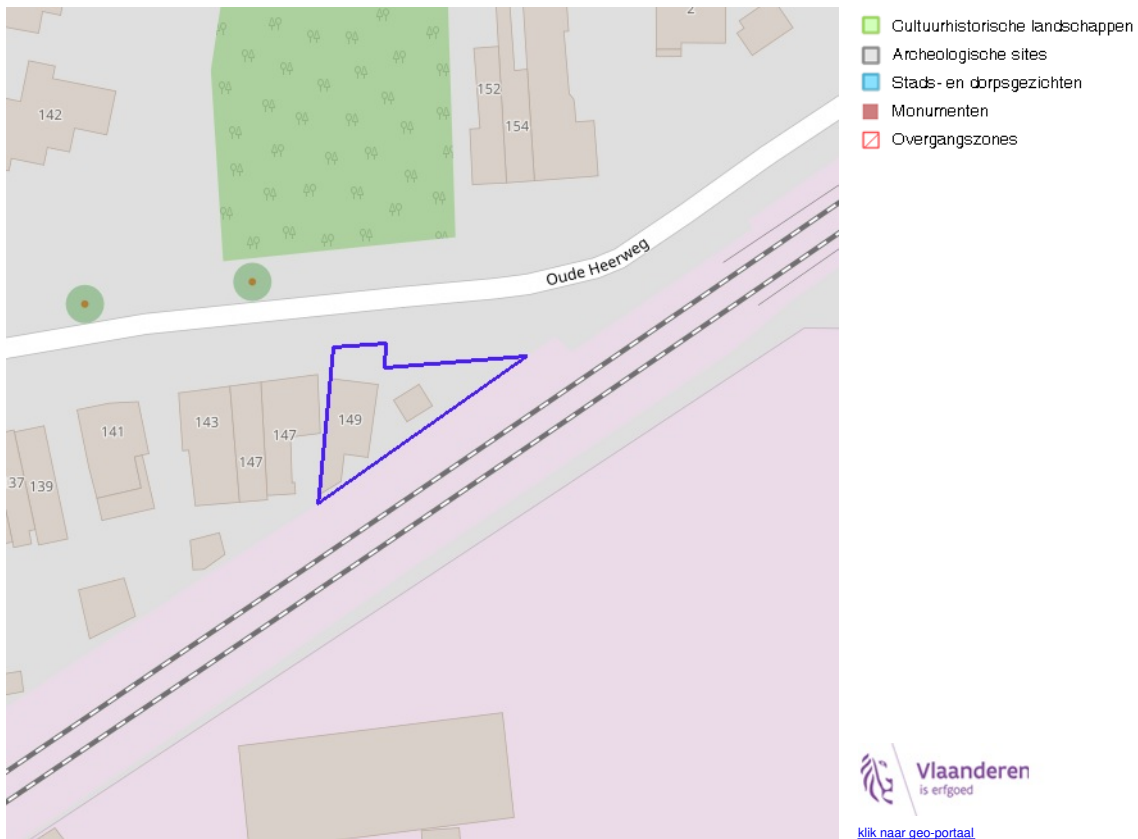 2
Cultuurhistorische landschappen
Archeologische sites
Stads- en dorpsgezichten
Monumenten
Overgangszones
142
152
154
Oude Heerweg
141
143
147
147
149
37
139
Vlaanderen
is erfgoed
klik naar geo-portaal